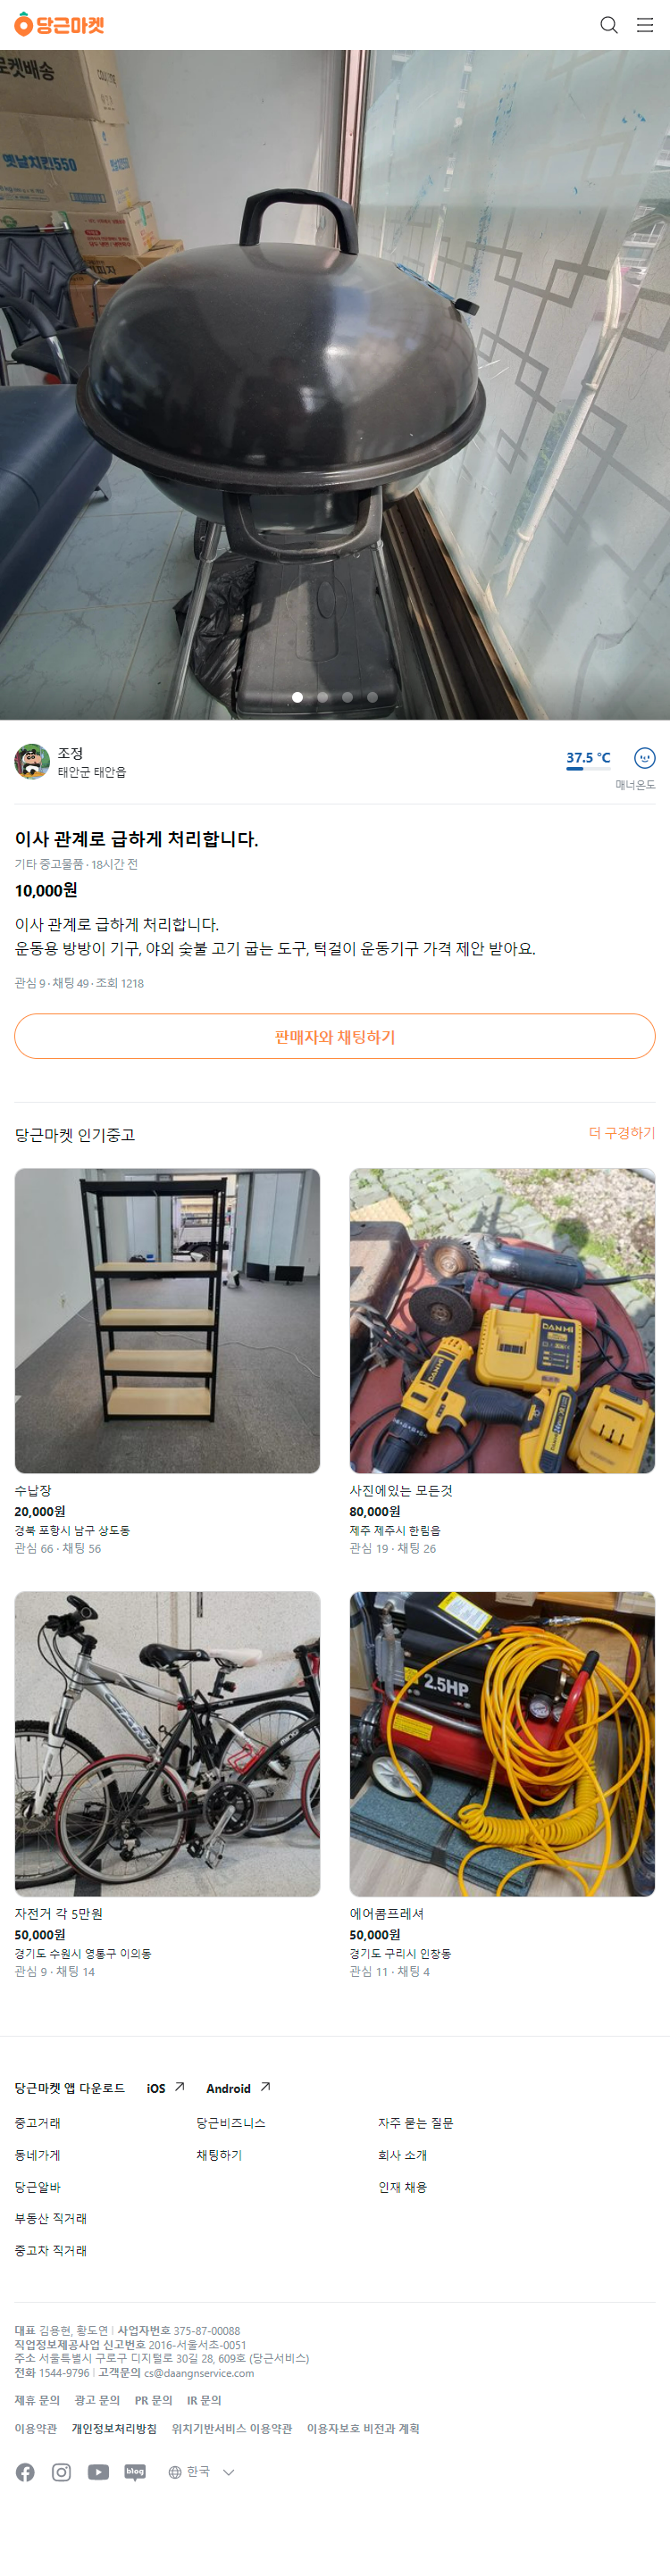 당근마켓
로켓배송
옛날치킨550
조정
태안군 태안읍
37.5 °C
매너온도
이사 관계로 급하게 처리합니다.
기타 중고물품 · 18시간 전
10,000원
이사 관계로 급하게 처리합니다.
운동용 방방이 기구, 야외 숯불 고기 굽는 도구, 턱걸이 운동기구 가격 제안 받아요.
관심 9 · 채팅 49 · 조회 1218
판매자와 채팅하기
당근마켓 인기중고
더 구경하기
DANHI
수납장
20,000원
경북 포항시 남구 상도동
관심 66 · 채팅 56
사진에있는 모든것
80,000원
제주 제주시 한림읍
관심 19 · 채팅 26
2.5HP
자전거 각 5만원
50,000원
경기도 수원시 영통구 이의동
관심 9 · 채팅 14
에어콤프레셔
50,000원
경기도 구리시 인창동
관심 11 · 채팅 4
당근마켓 앱 다운로드 iOS Android
중고거래 당근비즈니스 자주 묻는 질문
동네가게 채팅하기 회사 소개
당근알바 인재 채용
부동산 직거래
중고차 직거래
대표 김용현, 황도연 | 사업자번호 375-87-00088
직업정보제공사업 신고번호 2016-서울서초-0051
주소 서울특별시 구로구 디지털로 30길 28, 609호 (당근서비스)
전화 1544-9796 | 고객문의 cs@daangnservice.com
제휴 문의 광고 문의 PR 문의 IR 문의
이용약관 개인정보처리방침 위치기반서비스 이용약관 이용자보호 비전과 계획
blog 한국